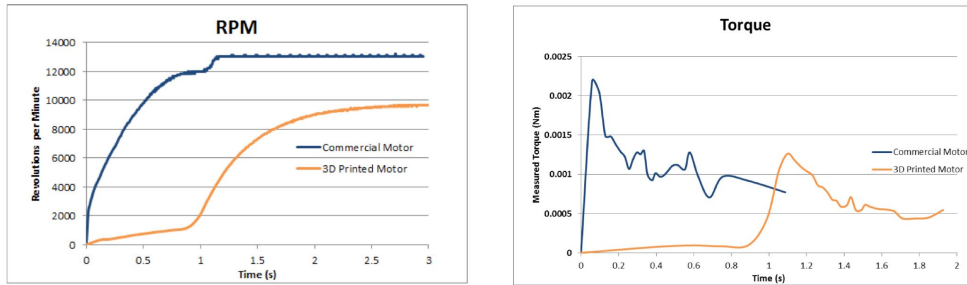 RPM
14000
12000
10000
8000
6000
4000
2000
0
Revolutions per Minute
Commercial Motor
3D Printed Motor
0 0.5 1 1.5 2 2.5 3
Time (s)
Torque
0.0025
0.002
0.0015
0.001
0.0005
0
Measured Torque (Nm)
Commercial Motor
3D Printed Motor
0 0.2 0.4 0.6 0.8 1 1.2 1.4 1.6 1.8 2
Time (s)